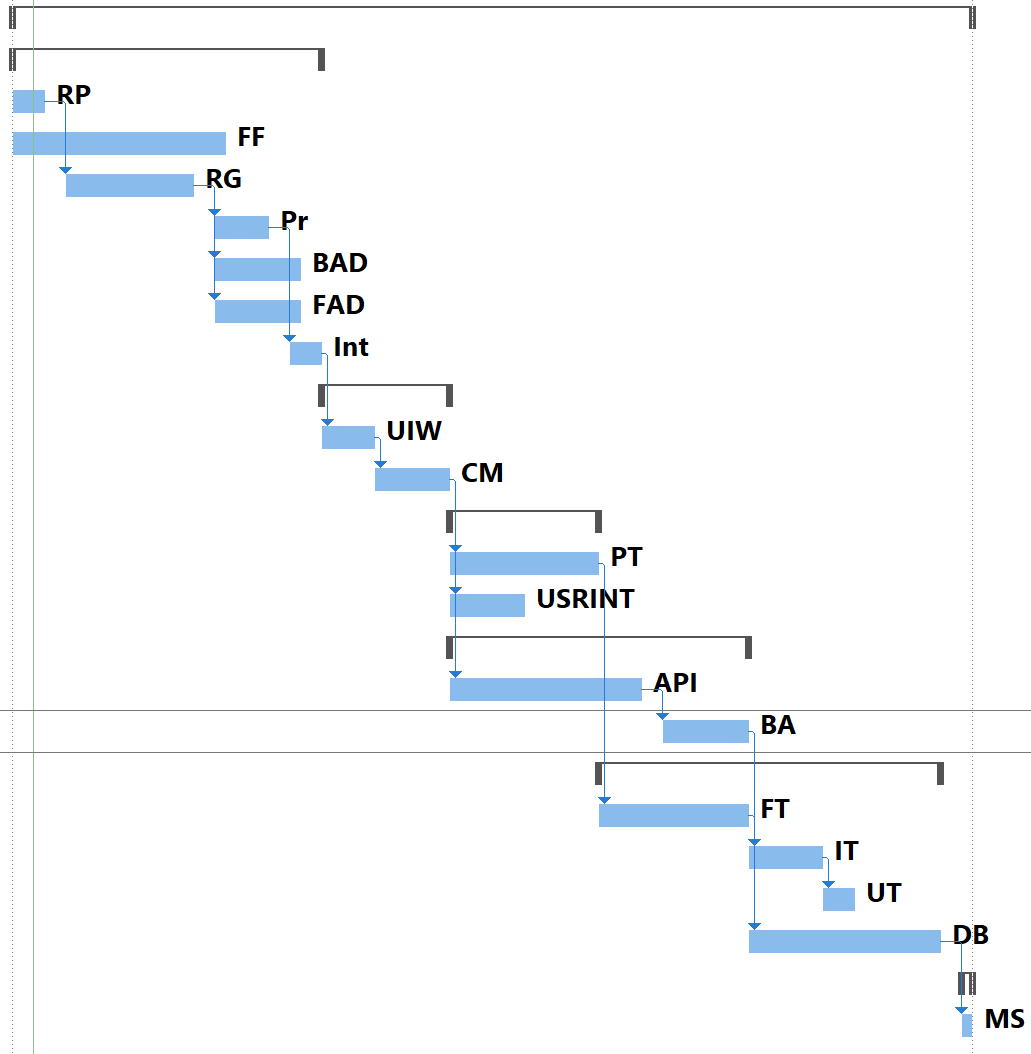 RP
FF
RG
Pr
BAD
FAD
Int
UIW
CM
PT
USRINT
API
BA
FT
IT
UT
DB
MS